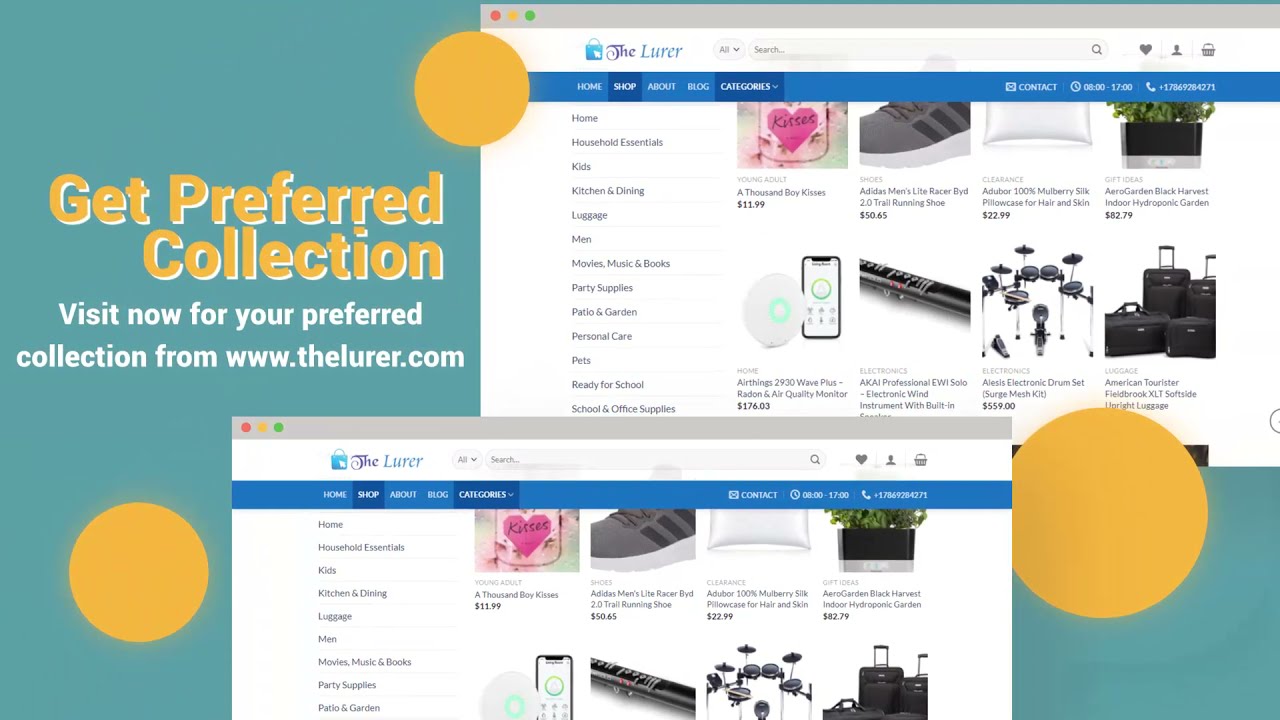 Get Preferred
Collection
Visit now for your preferred
collection from www.thelurer.com
The Lurer
All
Search...
HOME SHOP ABOUT BLOG CATEGORIES
CONTACT 08:00 - 17:00 +17869284271
Home
Household Essentials
Kids
Kitchen & Dining
Luggage
Men
Movies, Music & Books
Party Supplies
Patio & Garden
Personal Care
Pets
Ready for School
School & Office Supplies
Kisses
YOUNG ADULT
A Thousand Boy Kisses
$11.99
SHOES
Adidas Men's Lite Racer Byd
2.0 Trail Running Shoe
$50.65
CLEARANCE
Adubor 100% Mulberry Silk
Pillowcase for Hair and Skin
$22.99
GIFT IDEAS
AeroGarden Black Harvest
Indoor Hydroponic Garden
$82.79
HOME
Airthings 2930 Wave Plus –
Radon & Air Quality Monitor
$176.03
ELECTRONICS
AKAI Professional EWI Solo
– Electronic Wind
Instrument With Built-in
Speaker
ELECTRONICS
Alesis Electronic Drum Set
(Surge Mesh Kit)
$559.00
LUGGAGE
American Tourister
Fieldbrook XLT Softside
Upright Luggage
The Lurer
All
Search...
HOME SHOP ABOUT BLOG CATEGORIES
CONTACT 08:00 - 17:00 +17869284271
Home
Household Essentials
Kids
Kitchen & Dining
Luggage
Men
Movies, Music & Books
Party Supplies
Patio & Garden
Kisses
YOUNG ADULT
A Thousand Boy Kisses
$11.99
SHOES
Adidas Men's Lite Racer Byd
2.0 Trail Running Shoe
$50.65
CLEARANCE
Adubor 100% Mulberry Silk
Pillowcase for Hair and Skin
$22.99
GIFT IDEAS
AeroGarden Black Harvest
Indoor Hydroponic Garden
$82.79